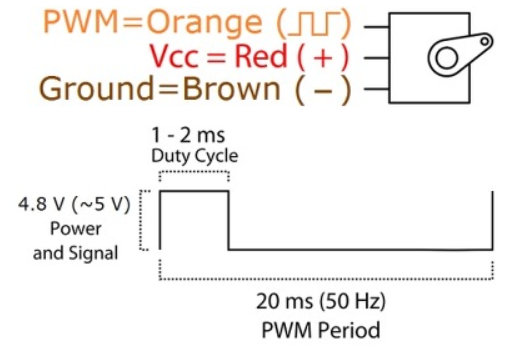 PWM=Orange (⎍⎍)
Vcc = Red ( + )
Ground=Brown ( – )
1 - 2 ms
Duty Cycle
4.8 V (~5 V)
Power
and Signal
20 ms (50 Hz)
PWM Period